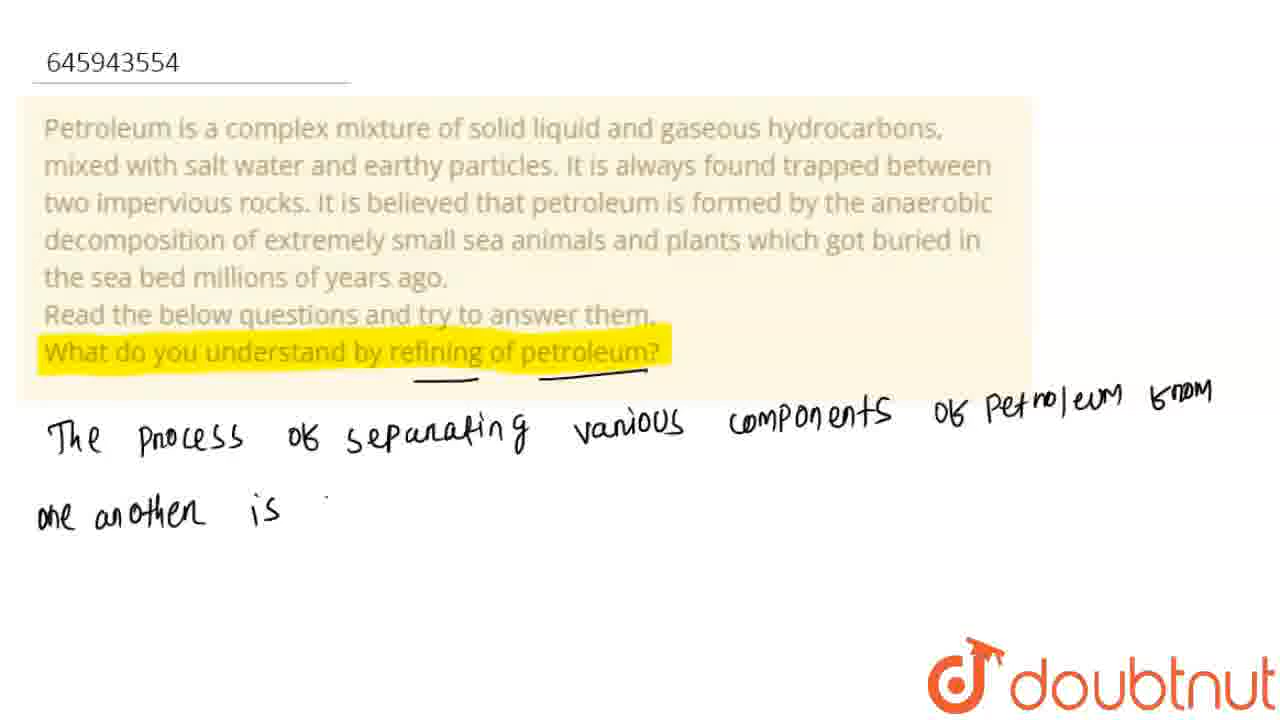 645943554
Petroleum is a complex mixture of solid liquid and gaseous hydrocarbons,
mixed with salt water and earthy particles. It is always found trapped between
two impervious rocks. It is believed that petroleum is formed by the anaerobic
decomposition of extremely small sea animals and plants which got buried in
the sea bed millions of years ago.
Read the below questions and try to answer them.
What do you understand by refining of petroleum?
The process of separating various components of petroleum from
one another is
doubtnut